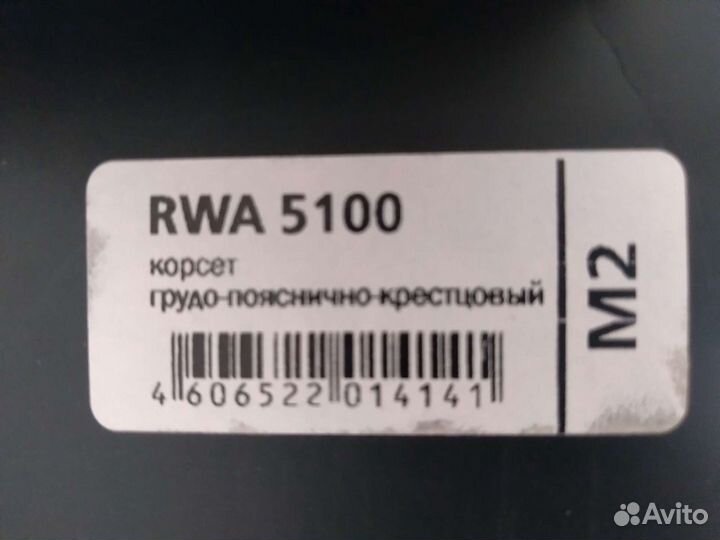 RWA 5100
корсет
грудо-пояснично-крестцовый
4 606522 014141
M2
Avito